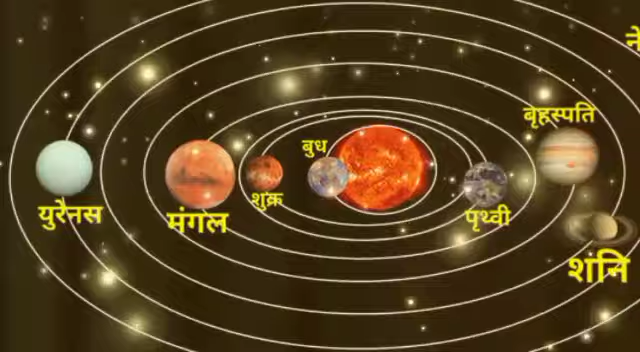 बृहस्पति
बुध
शुक्र
युरैनस
मंगल
पृथ्वी
शनि